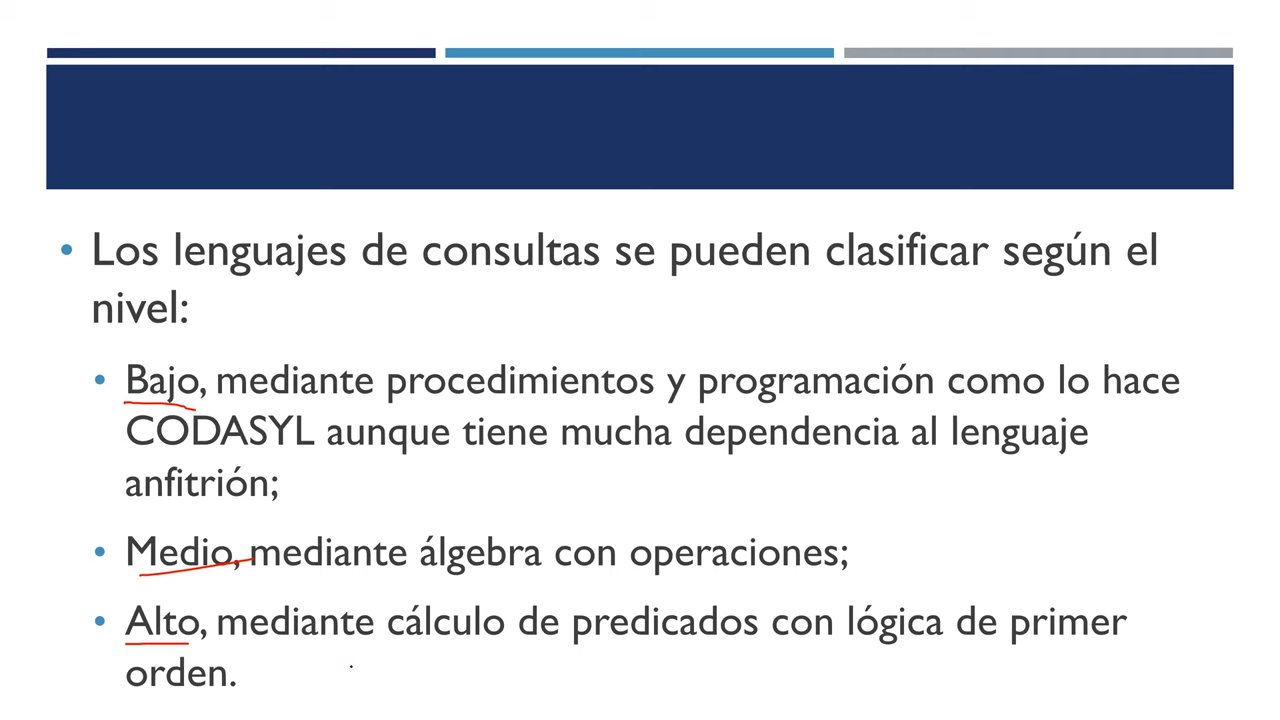 • Los lenguajes de consultas se pueden clasificar según el
nivel:
• Bajo, mediante procedimientos y programación como lo hace
CODASYL aunque tiene mucha dependencia al lenguaje
anfitrión;
• Medio, mediante álgebra con operaciones;
• Alto, mediante cálculo de predicados con lógica de primer
orden.